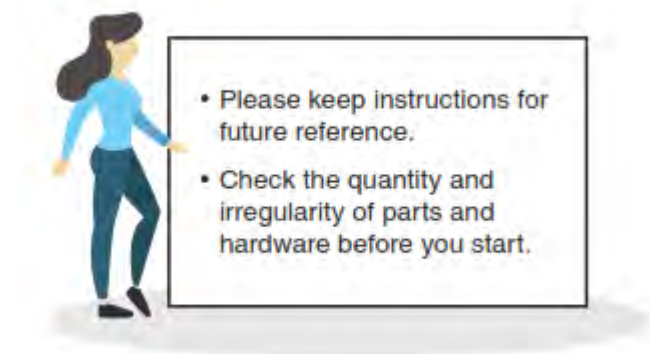 • Please keep instructions for
future reference.
• Check the quantity and
irregularity of parts and
hardware before you start.